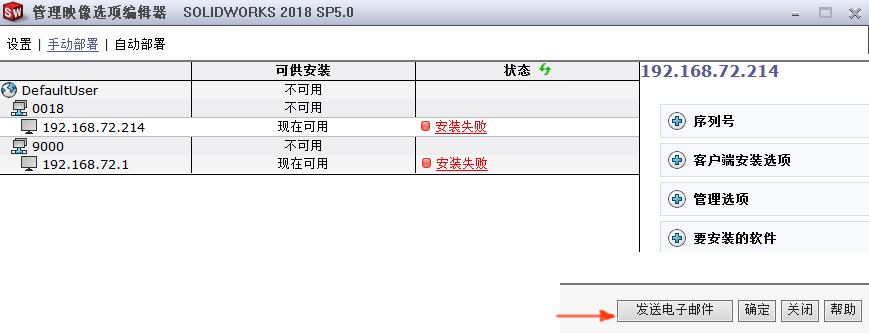 SW 管理映像选项编辑器 SOLIDWORKS 2018 SP5.0
设置 | 手动部署 | 自动部署
可供安装 状态 192.168.72.214
DefaultUser 不可用
0018 不可用
192.168.72.214 现在可用 安装失败
9000 不可用
192.168.72.1 现在可用 安装失败
序列号
客户端安装选项
管理选项
要安装的软件
发送电子邮件 确定 关闭 帮助